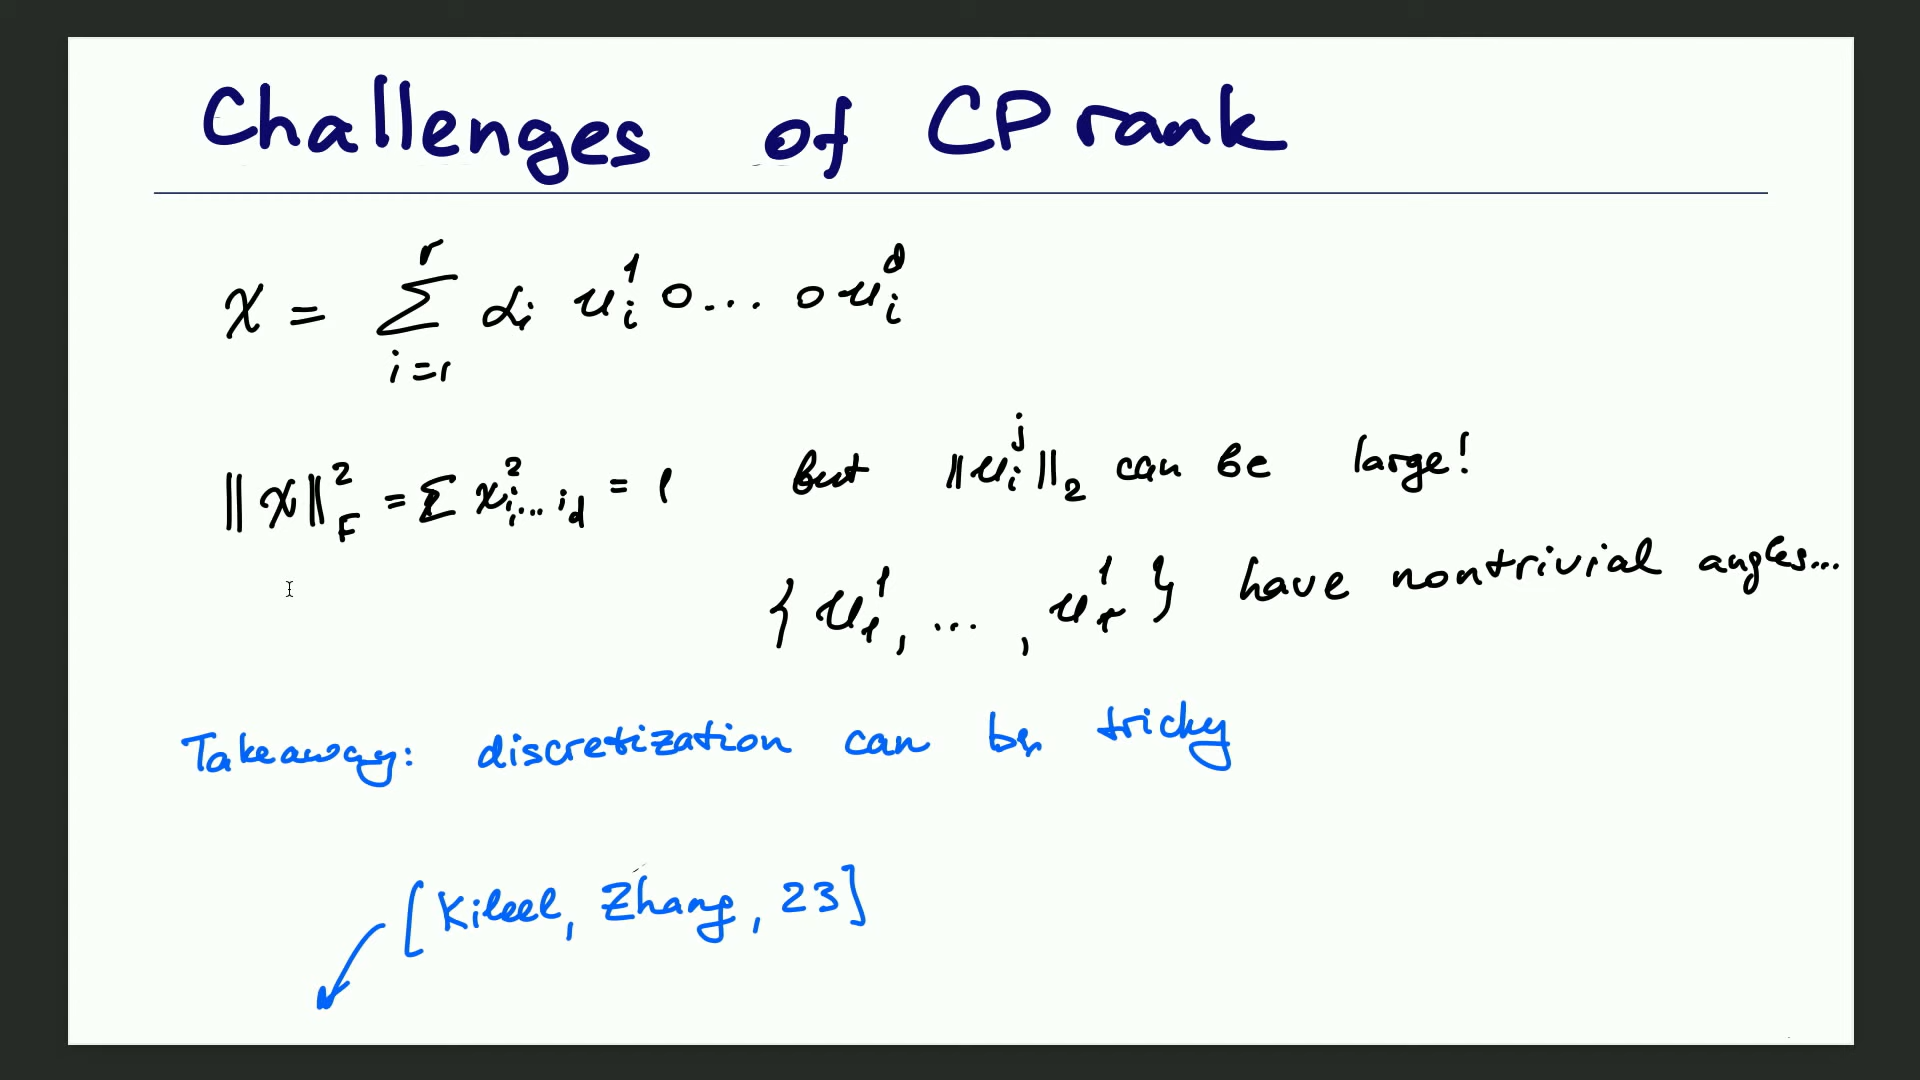 Challenges of CP rank
χ = Σ_{i=1}^{r} α_i u_i^1 ∘ ... ∘ u_i^d
||χ||_F^2 = Σ x_{i_1...i_d}^2 = 1 but ||u_i^j||_2 can be large!
{ u_1^1, ..., u_r^1 } have nontrivial angles...
Takeaway: discretization can be tricky
[Kileel, Zhang, 23]